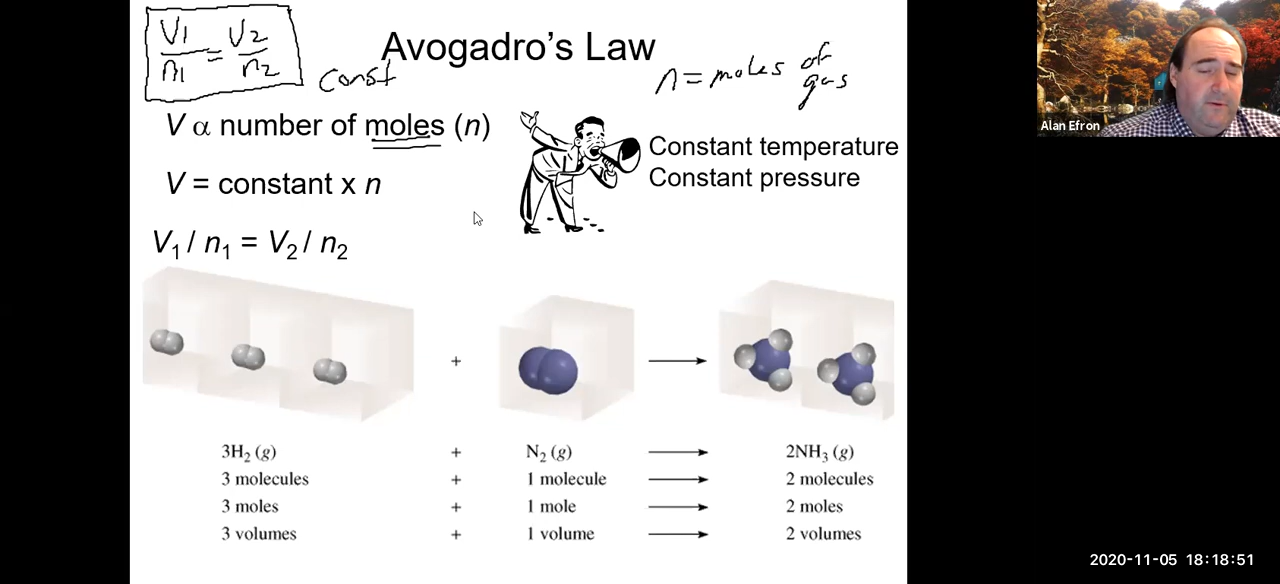 V1/n1 = V2/n2
const
Avogadro's Law
n = moles of gas
V α number of moles (n)
V = constant x n
V₁ / n₁ = V₂ / n₂
Constant temperature
Constant pressure
Alan Efron
+
3H₂ (g) + N₂ (g) ⟶ 2NH₃ (g)
3 molecules + 1 molecule ⟶ 2 molecules
3 moles + 1 mole ⟶ 2 moles
3 volumes + 1 volume ⟶ 2 volumes
2020-11-05 18:18:51